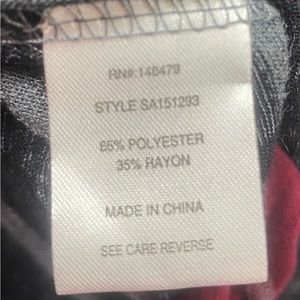 RN#:148479
STYLE SA151293
65% POLYESTER
35% RAYON
MADE IN CHINA
SEE CARE REVERSE